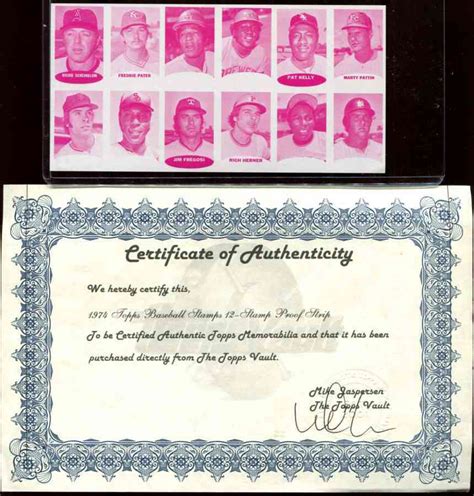 FREDDIE PATEK
PAT KELLY
MARTY PATTIN
JIM FREGOSI
RICH HEBNER
Certificate of Authenticity
We hereby certify this,
1974 Topps Baseball Stamps 12-Stamp Proof Strip
To be Certified Authentic Topps Memorabilia and that it has been
purchased directly from The Topps Vault.
Mike Jaspersen
The Topps Vault